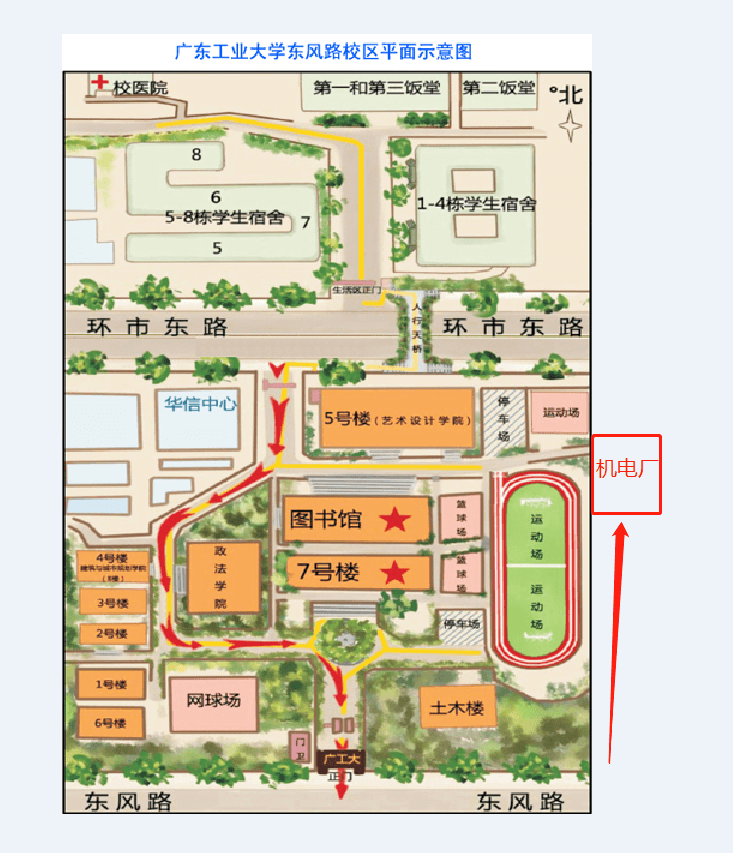 广东工业大学东风路校区平面示意图
校医院
第一和第三饭堂
第二饭堂
北
8
6
5-8栋学生宿舍
7
5
1-4栋学生宿舍
生活区正门
人行天桥
环市东路
环市东路
华信中心
5号楼(艺术设计学院)
停车场
运动场
机电厂
图书馆
篮球场
运动场
政法学院
7号楼
篮球场
运动场
4号楼
建筑与城市规划学院
3号楼
2号楼
停车场
1号楼
网球场
土木楼
6号楼
门卫
广工大
正门
东风路
东风路